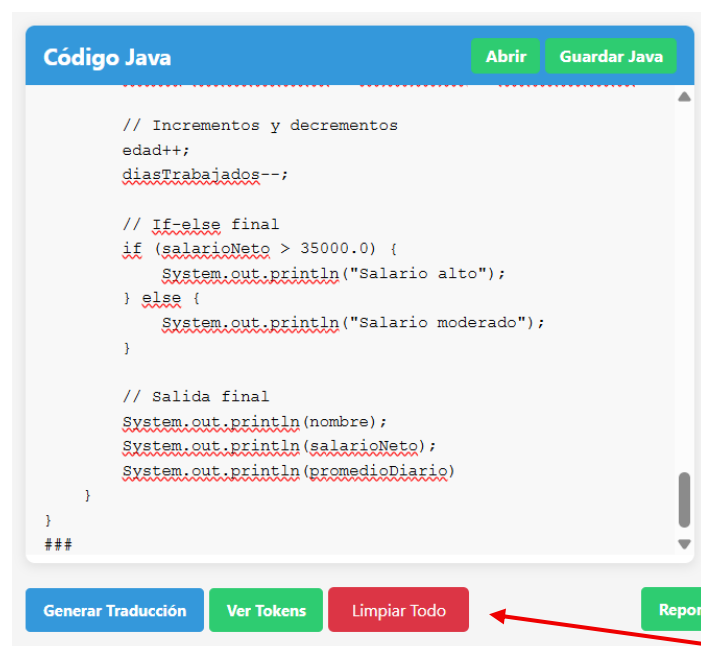 Código Java
Abrir
Guardar Java
// Incrementos y decrementos
edad++;
diasTrabajados--;
// If-else final
if (salarioNeto > 35000.0) {
System.out.println("Salario alto");
} else {
System.out.println("Salario moderado");
}
// Salida final
System.out.println(nombre);
System.out.println(salarioNeto);
System.out.println(promedioDiario)
}
}
###
Generar Traducción
Ver Tokens
Limpiar Todo
Repor